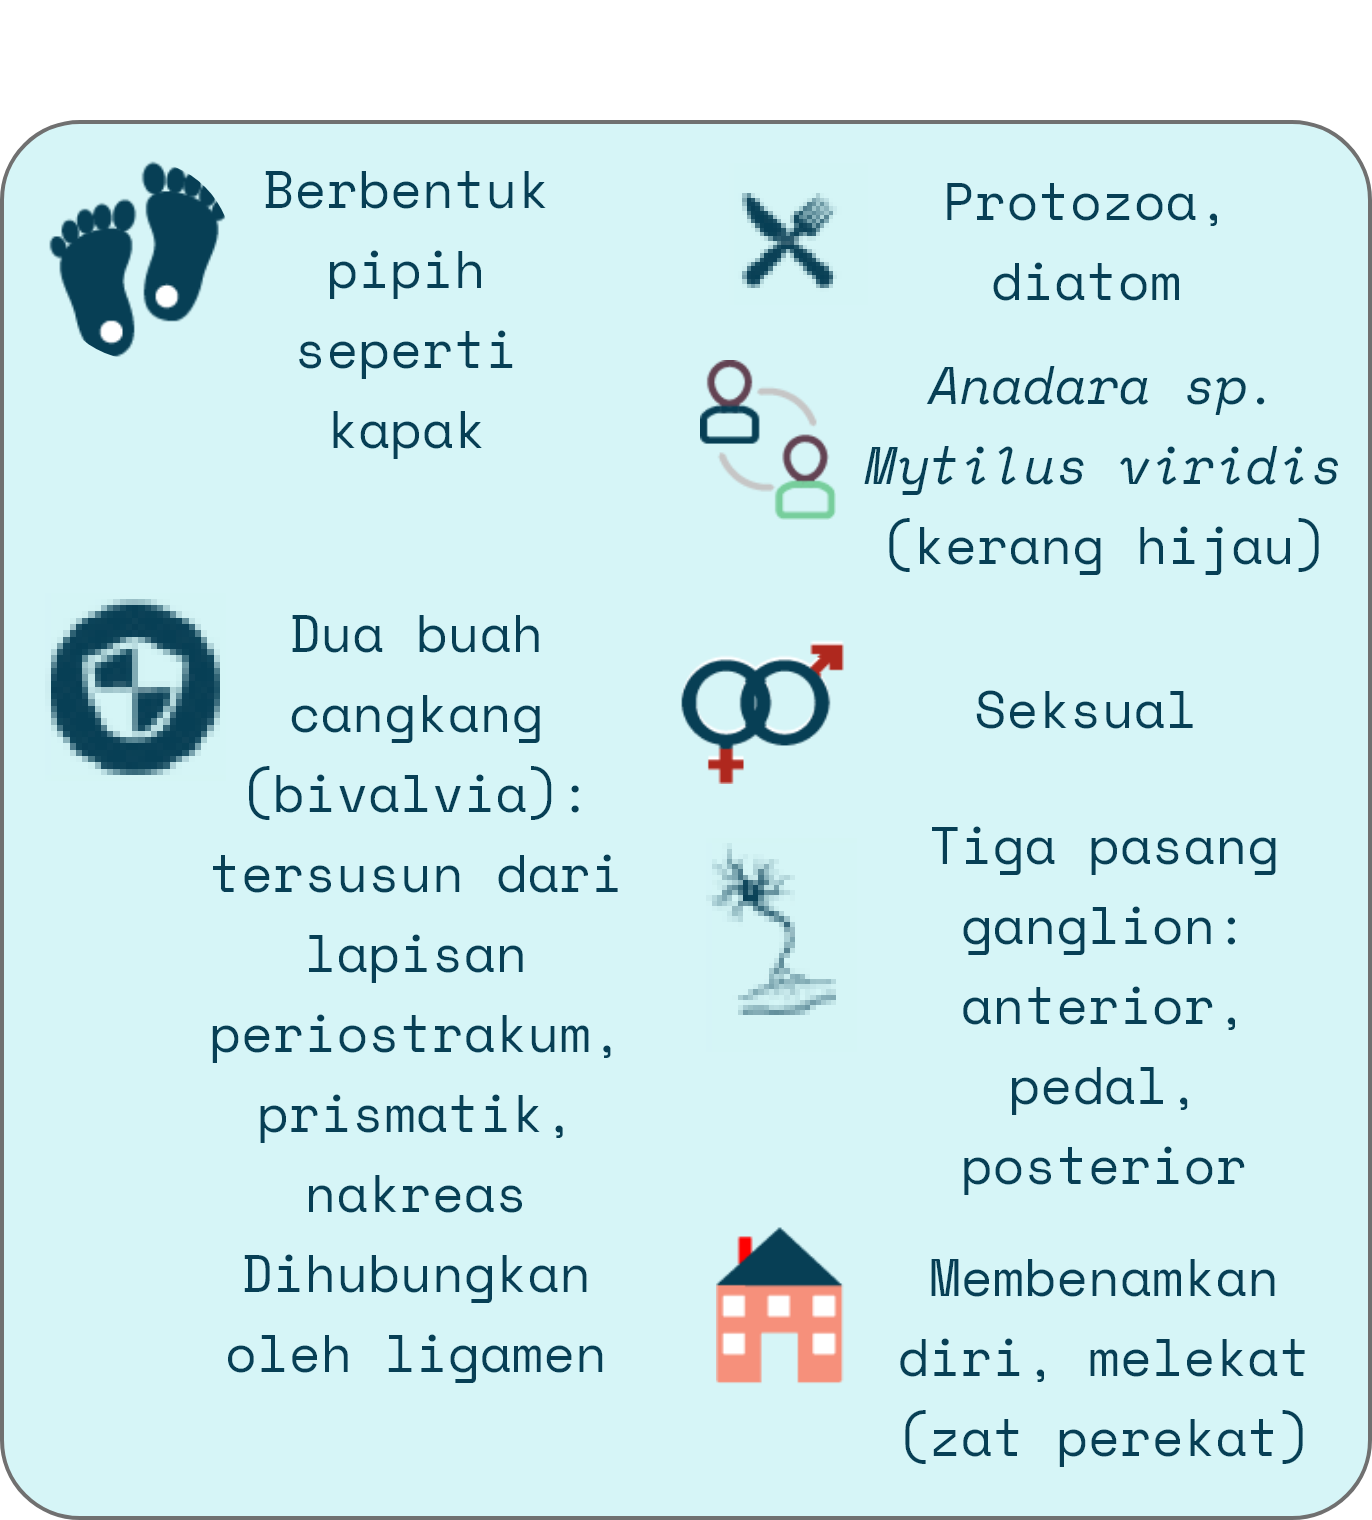 Berbentuk
pipih
seperti
kapak
Dua buah
cangkang
(bivalvia):
tersusun dari
lapisan
periostrakum,
prismatik,
nakreas
Dihubungkan
oleh ligamen
Protozoa,
diatom
Anadara sp.
Mytilus viridis
(kerang hijau)
Seksual
Tiga pasang
ganglion:
anterior,
pedal,
posterior
Membenamkan
diri, melekat
(zat perekat)